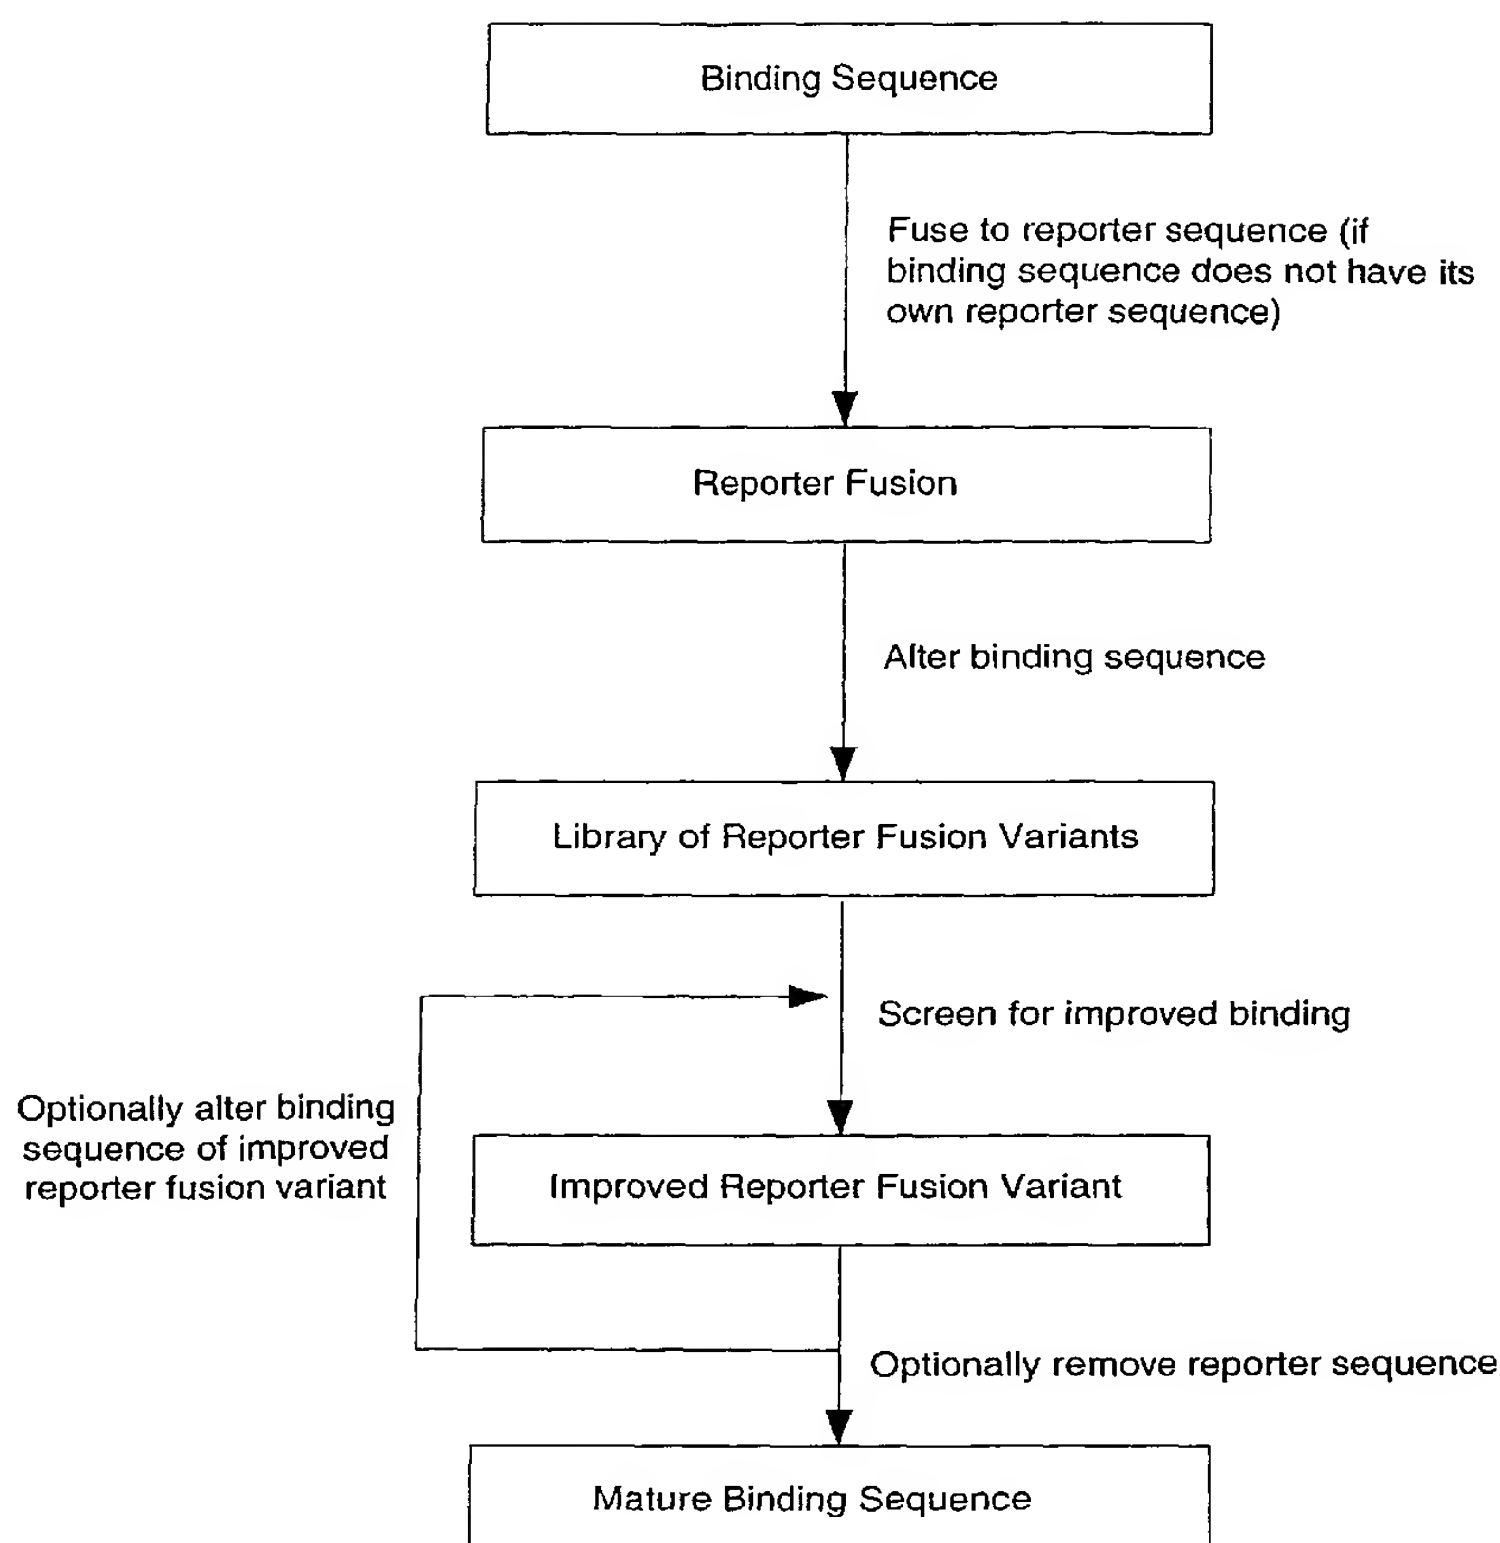 Binding Sequence
Fuse to reporter sequence (if
binding sequence does not have its
own reporter sequence)
Reporter Fusion
Alter binding sequence
Library of Reporter Fusion Variants
Screen for improved binding
Optionally alter binding
sequence of improved
reporter fusion variant
Improved Reporter Fusion Variant
Optionally remove reporter sequence
Mature Binding Sequence